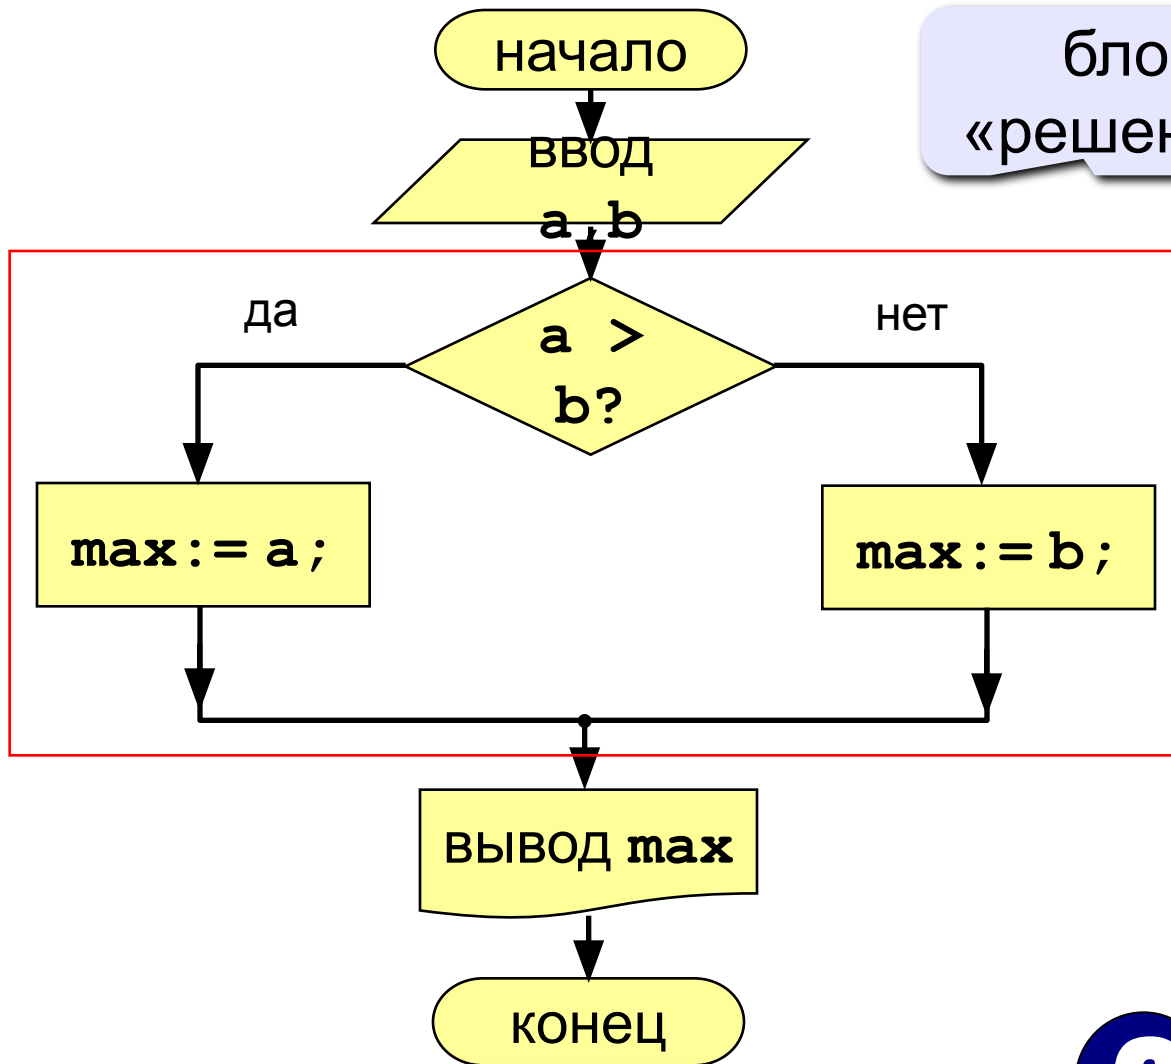 начало
бло
«решен
ввод
a,b
да
нет
a >
b?
max:= a;
max:= b;
вывод max
конец